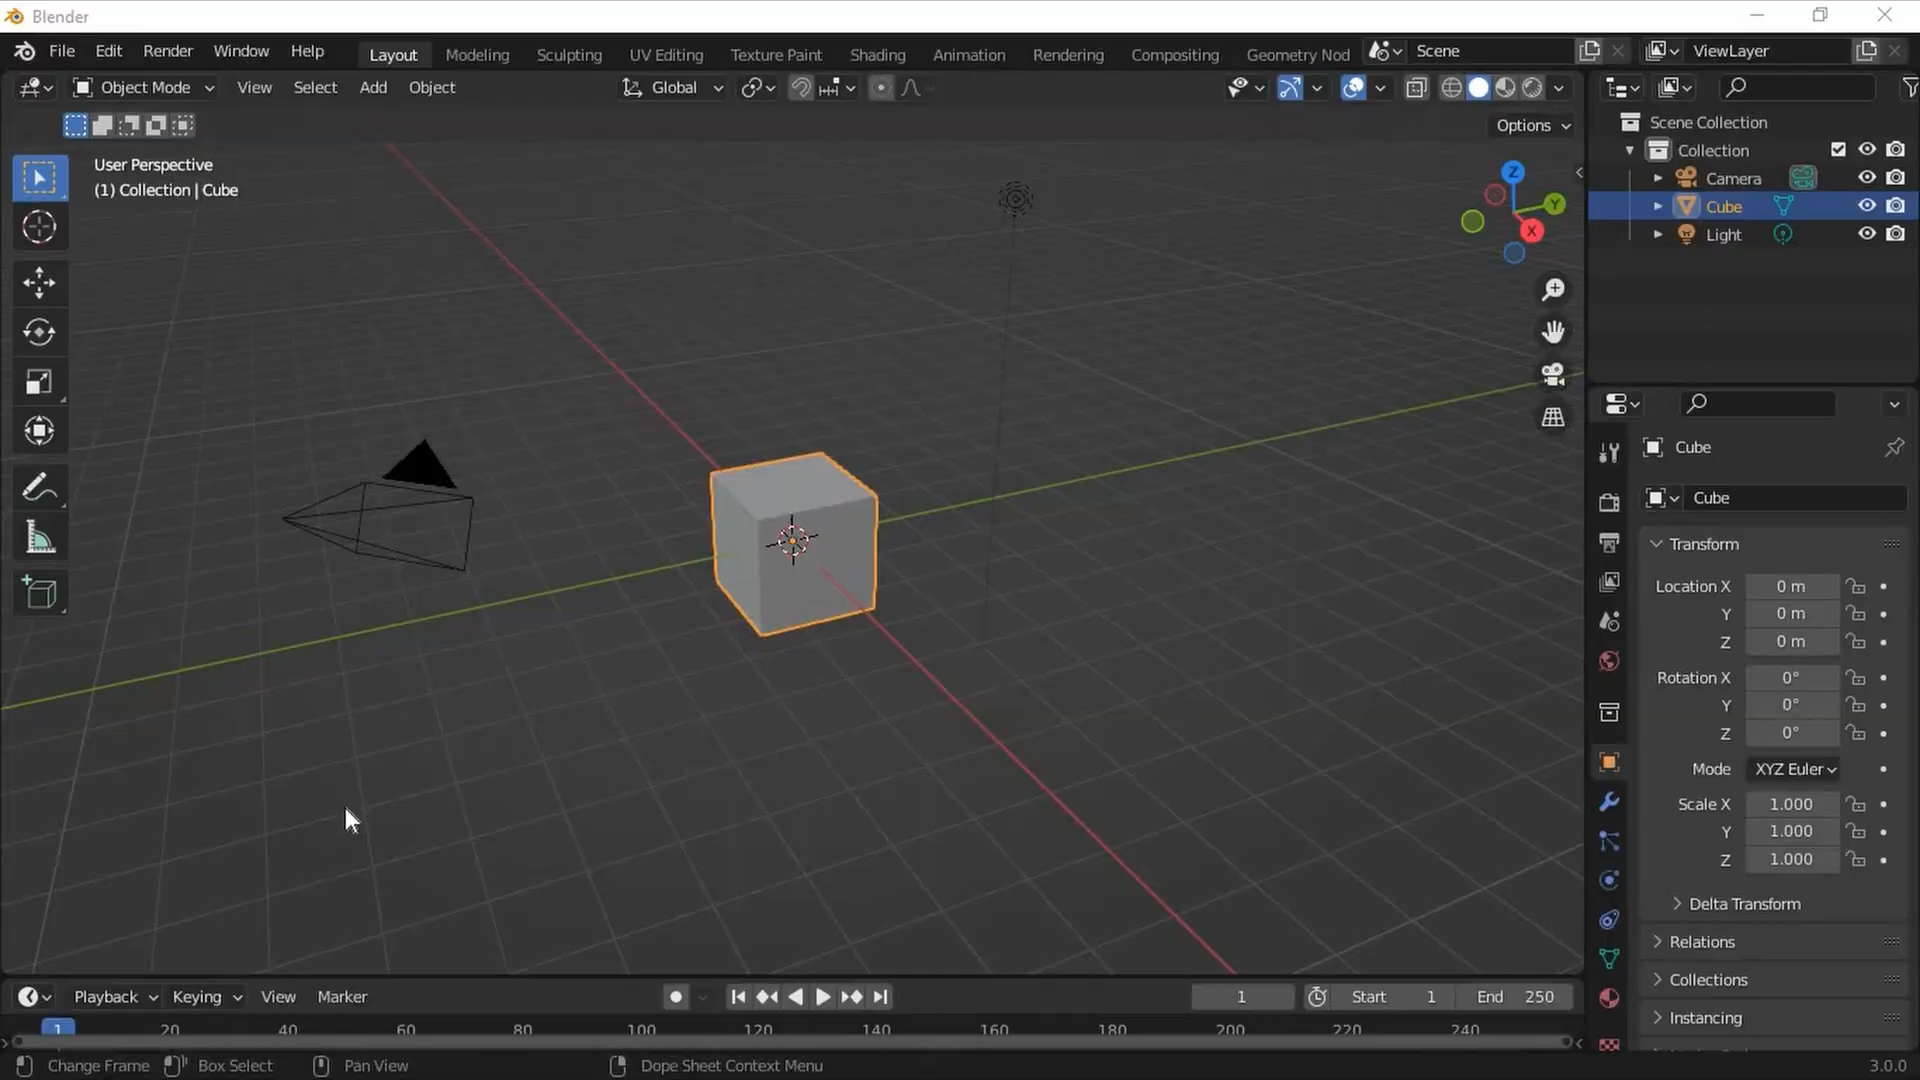 Blender
File Edit Render Window Help Layout Modeling Sculpting UV Editing Texture Paint Shading Animation Rendering Compositing Geometry Nod Scene ViewLayer
Object Mode View Select Add Object Global
Options
User Perspective
(1) Collection | Cube
Z
Y
X
Scene Collection
Collection
Camera
Cube
Light
Cube
Cube
Transform
Location X 0 m
Y 0 m
Z 0 m
Rotation X 0°
Y 0°
Z 0°
Mode XYZ Euler
Scale X 1.000
Y 1.000
Z 1.000
Delta Transform
Relations
Collections
Instancing
Playback Keying View Marker 1 Start 1 End 250
1 20 40 60 80 100 120 140 160 180 200 220 240
Change Frame Box Select Pan View Dope Sheet Context Menu 3.0.0